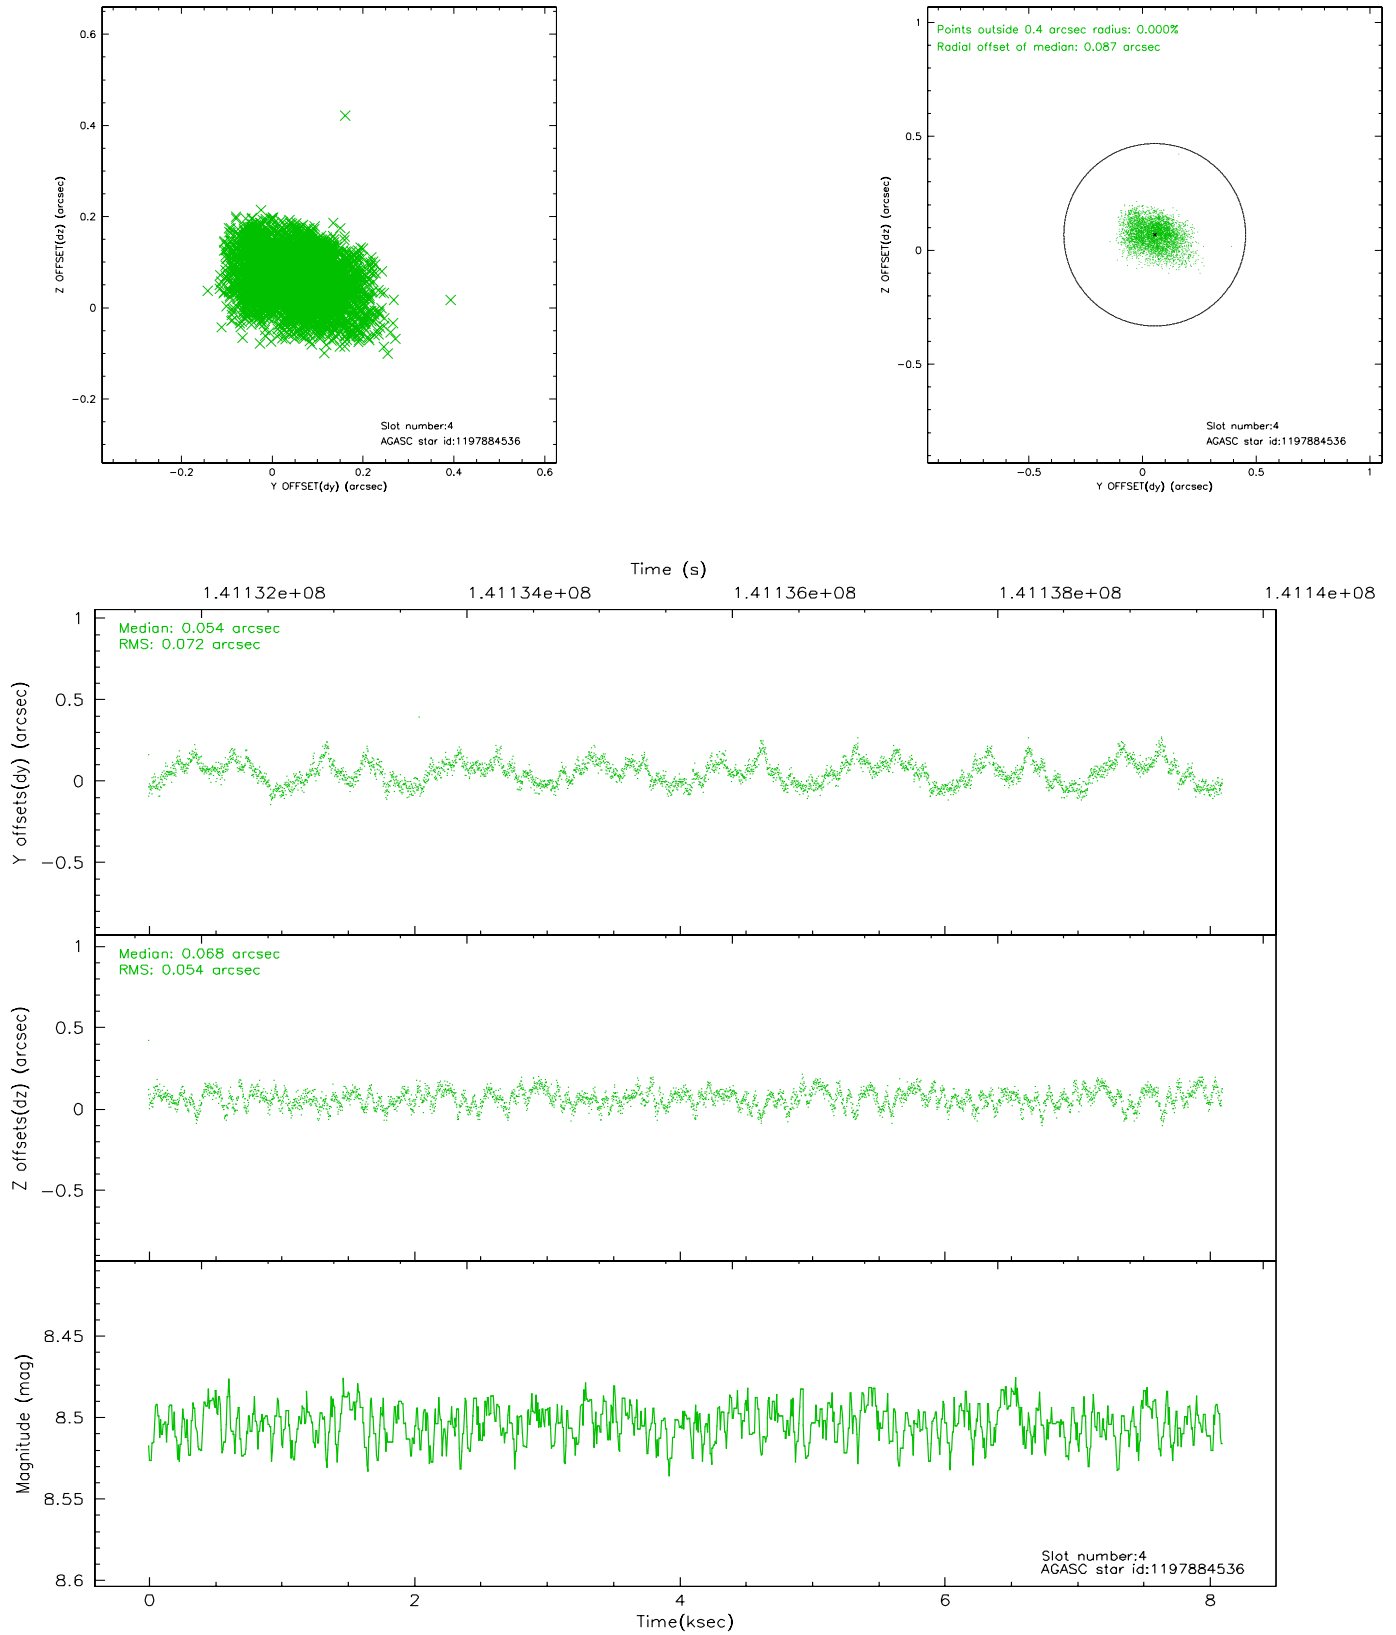 0.6
0.4
0.2
0
−0.2
Z OFFSET(dz) (arcsec)
Slot number:4
AGASC star id:1197884536
−0.2 0 0.2 0.4 0.6
Y OFFSET(dy) (arcsec)
Points outside 0.4 arcsec radius: 0.000%
Radial offset of median: 0.087 arcsec
1
0.5
0
−0.5
Z OFFSET(dz) (arcsec)
Slot number:4
AGASC star id:1197884536
−0.5 0 0.5 1
Y OFFSET(dy) (arcsec)
Time (s)
1.41132e+08 1.41134e+08 1.41136e+08 1.41138e+08 1.4114e+08
Median: 0.054 arcsec
RMS: 0.072 arcsec
1
0.5
0
−0.5
Y offsets(dy) (arcsec)
Median: 0.068 arcsec
RMS: 0.054 arcsec
1
0.5
0
−0.5
Z offsets(dz) (arcsec)
8.45
8.5
8.55
8.6
Magnitude (mag)
Slot number:4
AGASC star id:1197884536
0 2 4 6 8
Time(ksec)